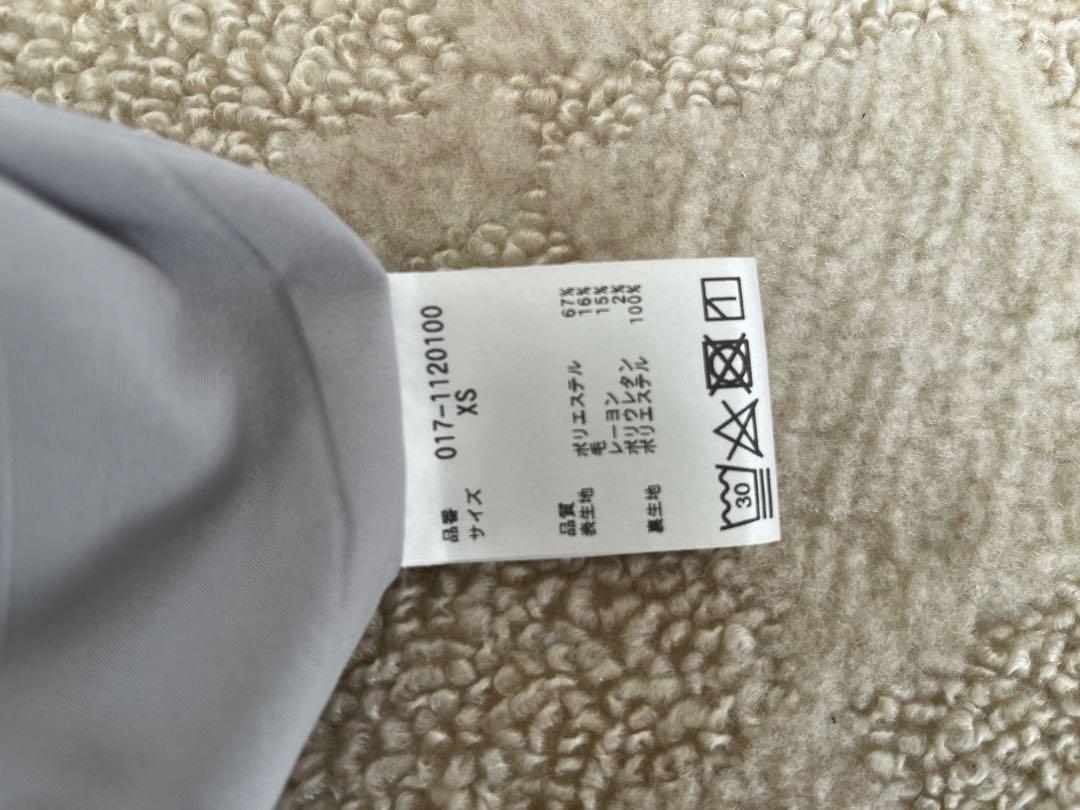 品番 017-1120100
サイズ XS
品質
表生地 ポリエステル 67%
毛 16%
レーヨン 15%
ポリウレタン 2%
裏生地 ポリエステル 100%
30